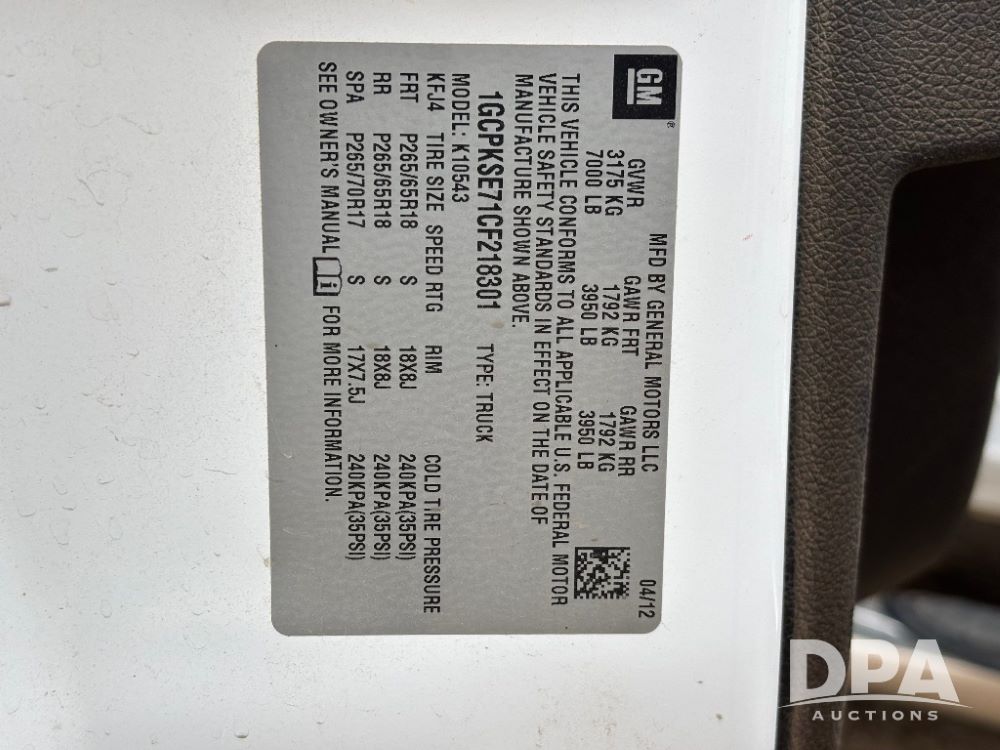 GM®
MFD BY GENERAL MOTORS LLC 04/12
GVWR GAWR FRT GAWR RR
3175 KG 1792 KG 1792 KG
7000 LB 3950 LB 3950 LB
THIS VEHICLE CONFORMS TO ALL APPLICABLE U.S. FEDERAL MOTOR
VEHICLE SAFETY STANDARDS IN EFFECT ON THE DATE OF
MANUFACTURE SHOWN ABOVE.
1GCPKSE71CF218301 TYPE: TRUCK
MODEL: K10543
KFJ4 TIRE SIZE SPEED RTG RIM COLD TIRE PRESSURE
FRT P265/65R18 S 18X8J 240KPA(35PSI)
RR P265/65R18 S 18X8J 240KPA(35PSI)
SPA P265/70R17 S 17X7.5J 240KPA(35PSI)
SEE OWNER'S MANUAL i FOR MORE INFORMATION.
DPA
AUCTIONS